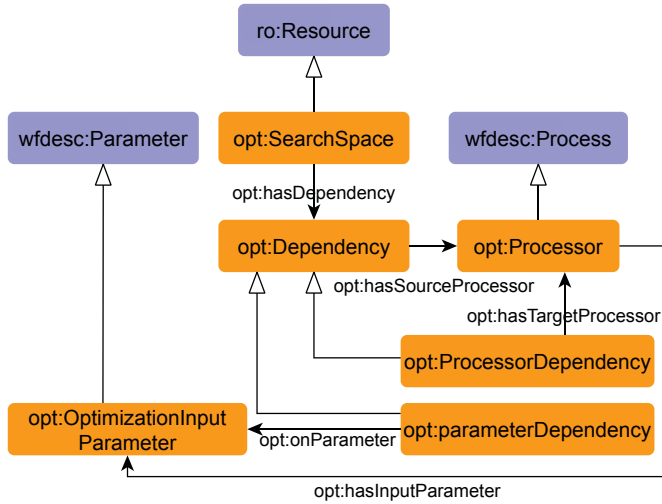 ro:Resource
wfdesc:Parameter
opt:SearchSpace
wfdesc:Process
opt:hasDependency
opt:Dependency
opt:Processor
opt:hasSourceProcessor
opt:hasTargetProcessor
opt:ProcessorDependency
opt:OptimizationInput
Parameter
opt:onParameter
opt:parameterDependency
opt:hasInputParameter